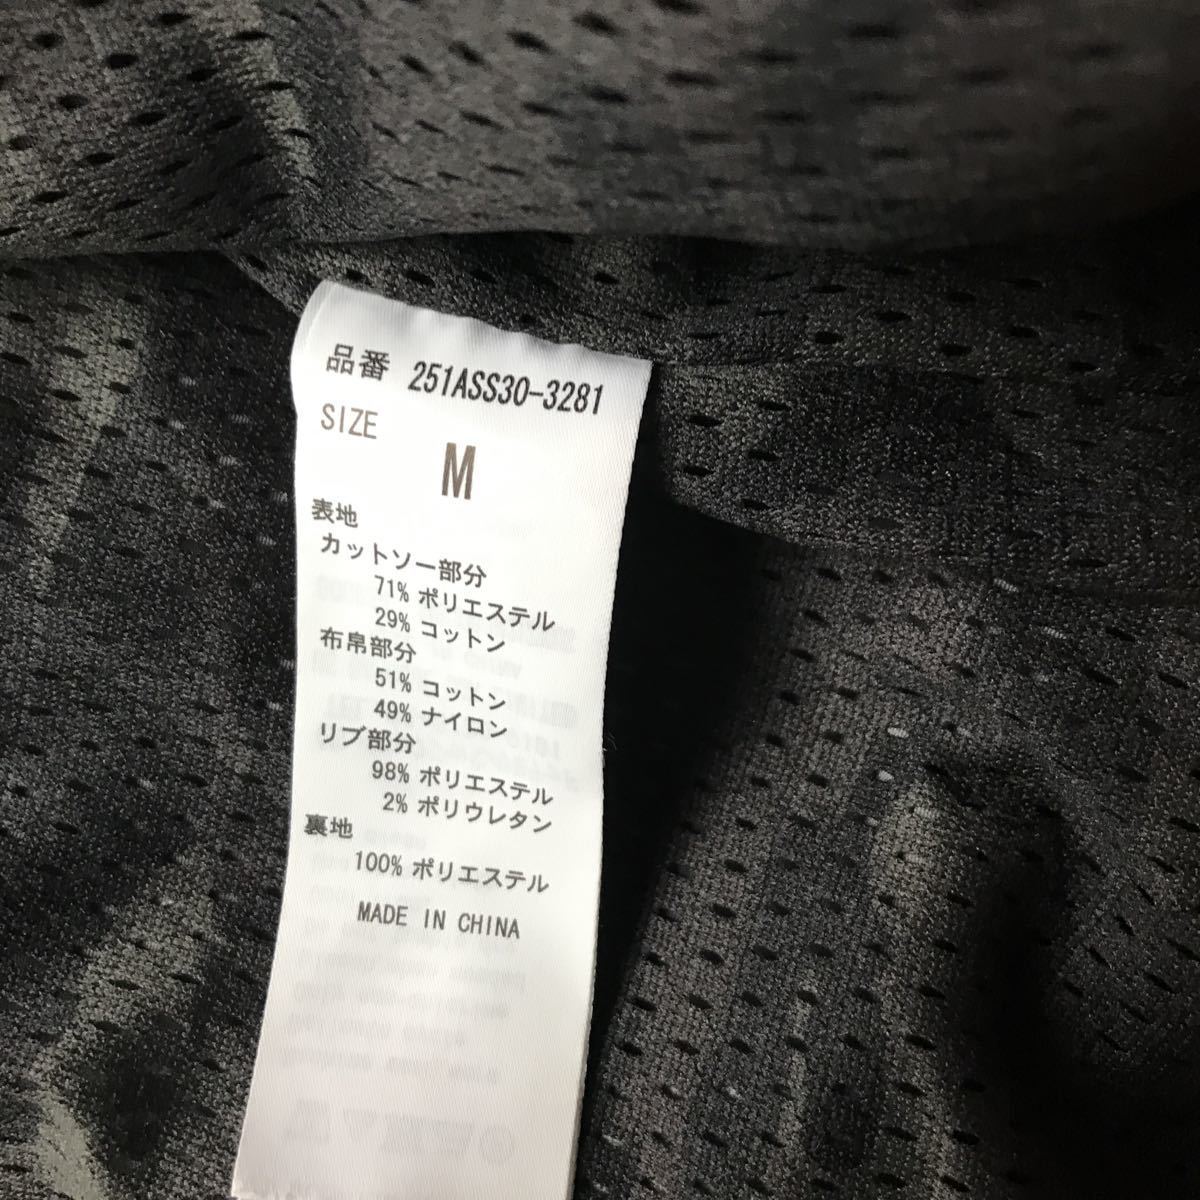 品番 251ASS30-3281
SIZE
M
表地
カットソー部分
71% ポリエステル
29% コットン
布帛部分
51% コットン
49% ナイロン
リブ部分
98% ポリエステル
2% ポリウレタン
裏地
100% ポリエステル
MADE IN CHINA